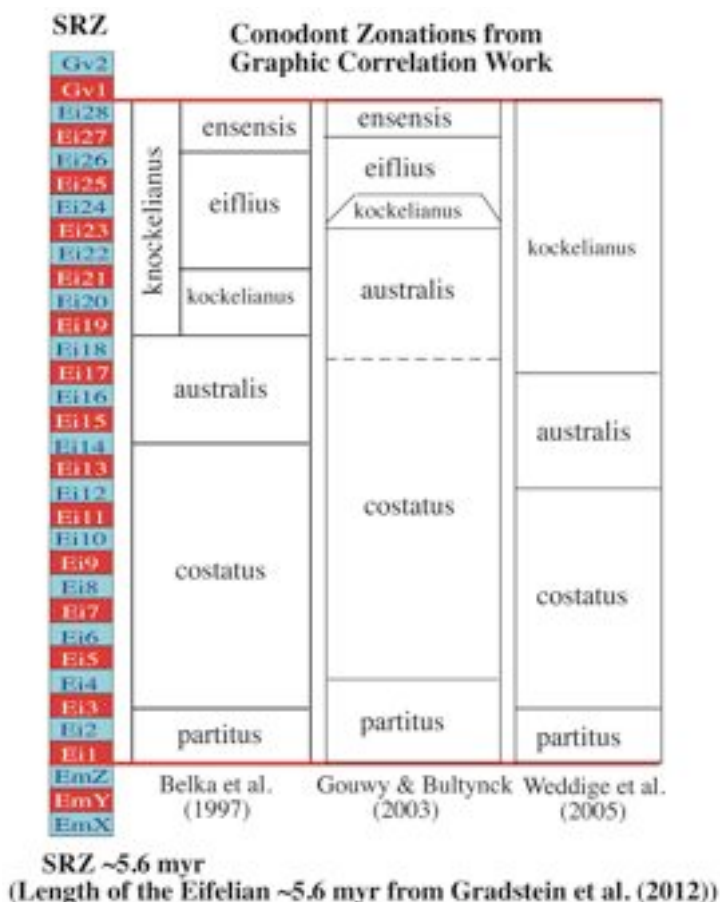 SRZ
Conodont Zonations from
Graphic Correlation Work
Gv2
Gv1
Ei28
Ei27
Ei26
Ei25
Ei24
Ei23
Ei22
Ei21
Ei20
Ei19
Ei18
Ei17
Ei16
Ei15
Ei14
Ei13
Ei12
Ei11
Ei10
Ei9
Ei8
Ei7
Ei6
Ei5
Ei4
Ei3
Ei2
Ei1
EmZ
EmY
EmX
knockelianus
ensensis
eiflius
kockelianus
australis
costatus
partitus
Belka et al.
(1997)
ensensis
eiflius
kockelianus
australis
costatus
partitus
Gouwy & Bultynck
(2003)
kockelianus
australis
costatus
partitus
Weddige et al.
(2005)
SRZ ~5.6 myr
(Length of the Eifelian ~5.6 myr from Gradstein et al. (2012))